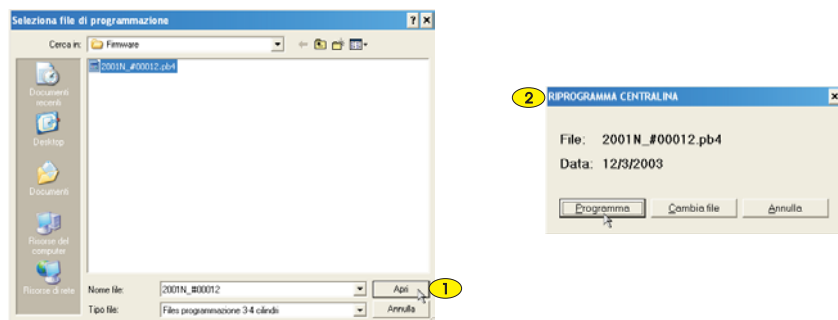 Seleziona file di programmazione
Cerca in: Firmware
2001N_#00012.pb4
Documenti recenti
Desktop
Documenti
Risorse del computer
Risorse di rete
Nome file: 2001N_#00012 Apri 1
Tipo file: Files programmazione 3-4 cilindri Annulla
2 RIPROGRAMMA CENTRALINA
File: 2001N_#00012.pb4
Data: 12/3/2003
Programma Cambia file Annulla